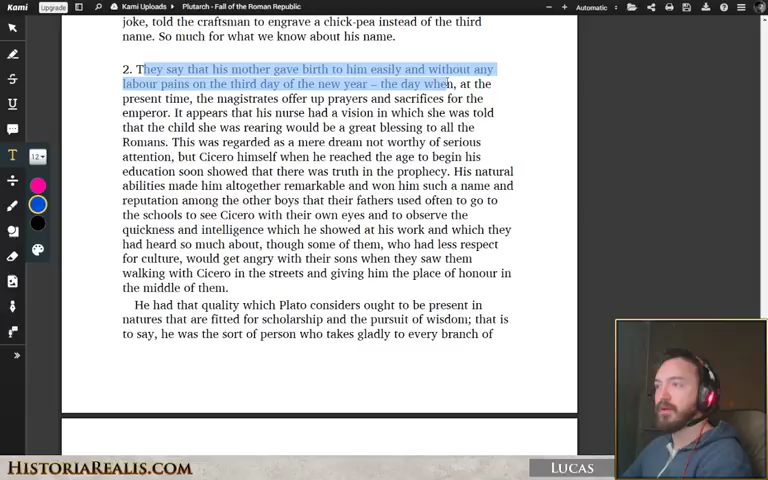 Kami
Upgrade
Kami Uploads
Plutarch - Fall of the Roman Republic
Automatic
joke, told the craftsman to engrave a chick-pea instead of the third
name. So much for what we know about his name.
2. They say that his mother gave birth to him easily and without any
labour pains on the third day of the new year – the day when, at the
present time, the magistrates offer up prayers and sacrifices for the
emperor. It appears that his nurse had a vision in which she was told
that the child she was rearing would be a great blessing to all the
Romans. This was regarded as a mere dream not worthy of serious
attention, but Cicero himself when he reached the age to begin his
education soon showed that there was truth in the prophecy. His natural
abilities made him altogether remarkable and won him such a name and
reputation among the other boys that their fathers used often to go to
the schools to see Cicero with their own eyes and to observe the
quickness and intelligence which he showed at his work and which they
had heard so much about, though some of them, who had less respect
for culture, would get angry with their sons when they saw them
walking with Cicero in the streets and giving him the place of honour in
the middle of them.
He had that quality which Plato considers ought to be present in
natures that are fitted for scholarship and the pursuit of wisdom; that is
to say, he was the sort of person who takes gladly to every branch of
12
HistoriaRealis.com
Lucas